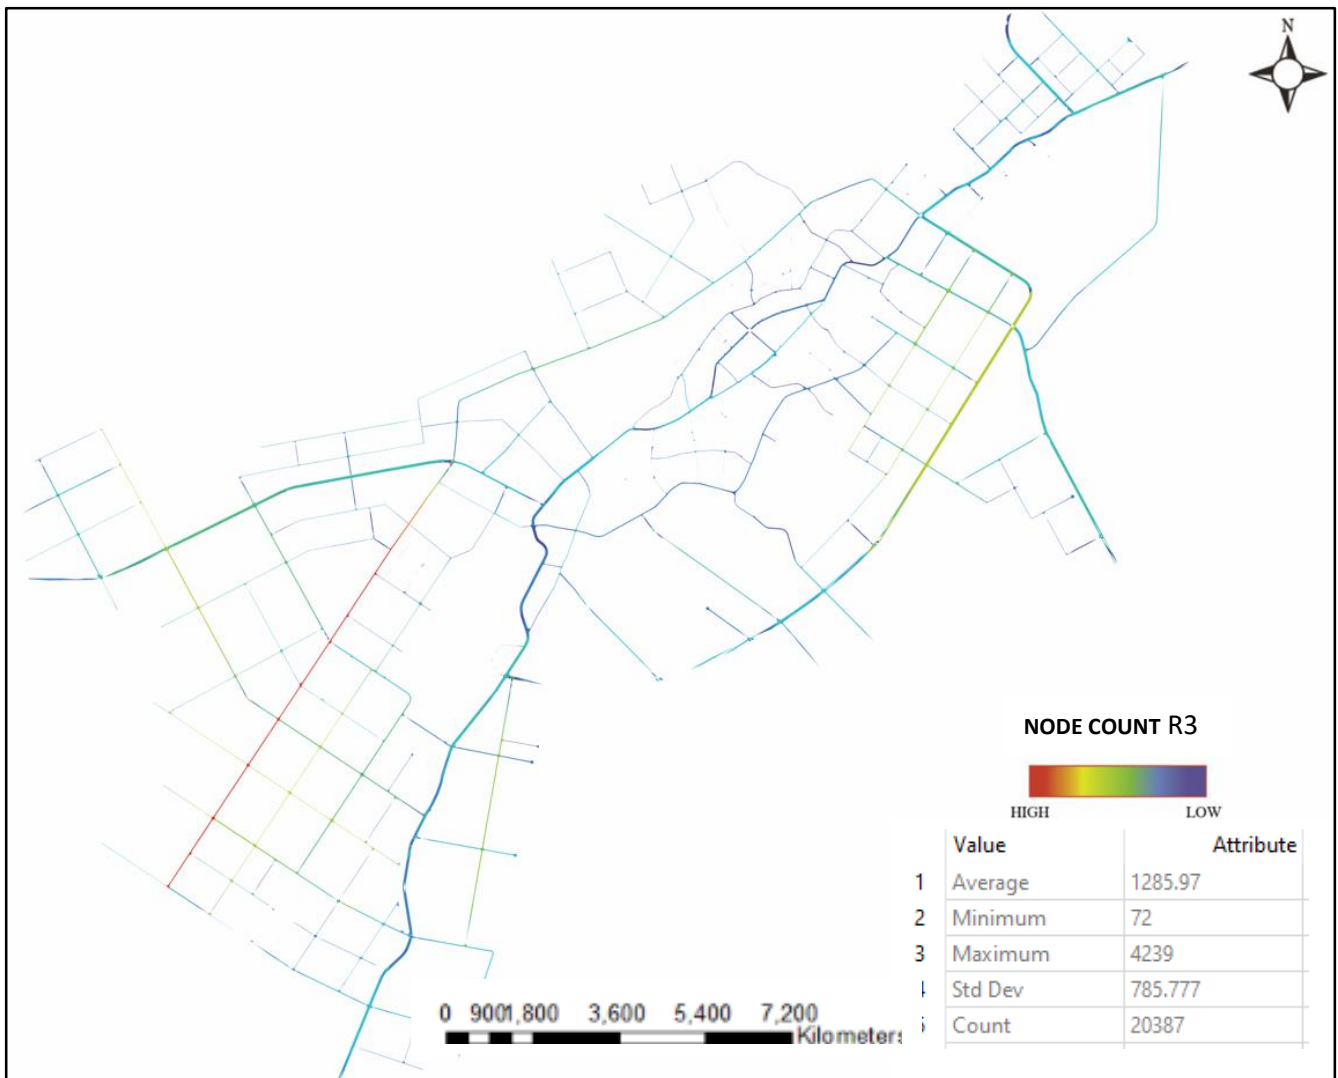 N
NODE COUNT R3
HIGH LOW
Value Attribute
1 Average 1285.97
2 Minimum 72
3 Maximum 4239
Std Dev 785.777
Count 20387
0 9001,800 3,600 5,400 7,200
Kilometers